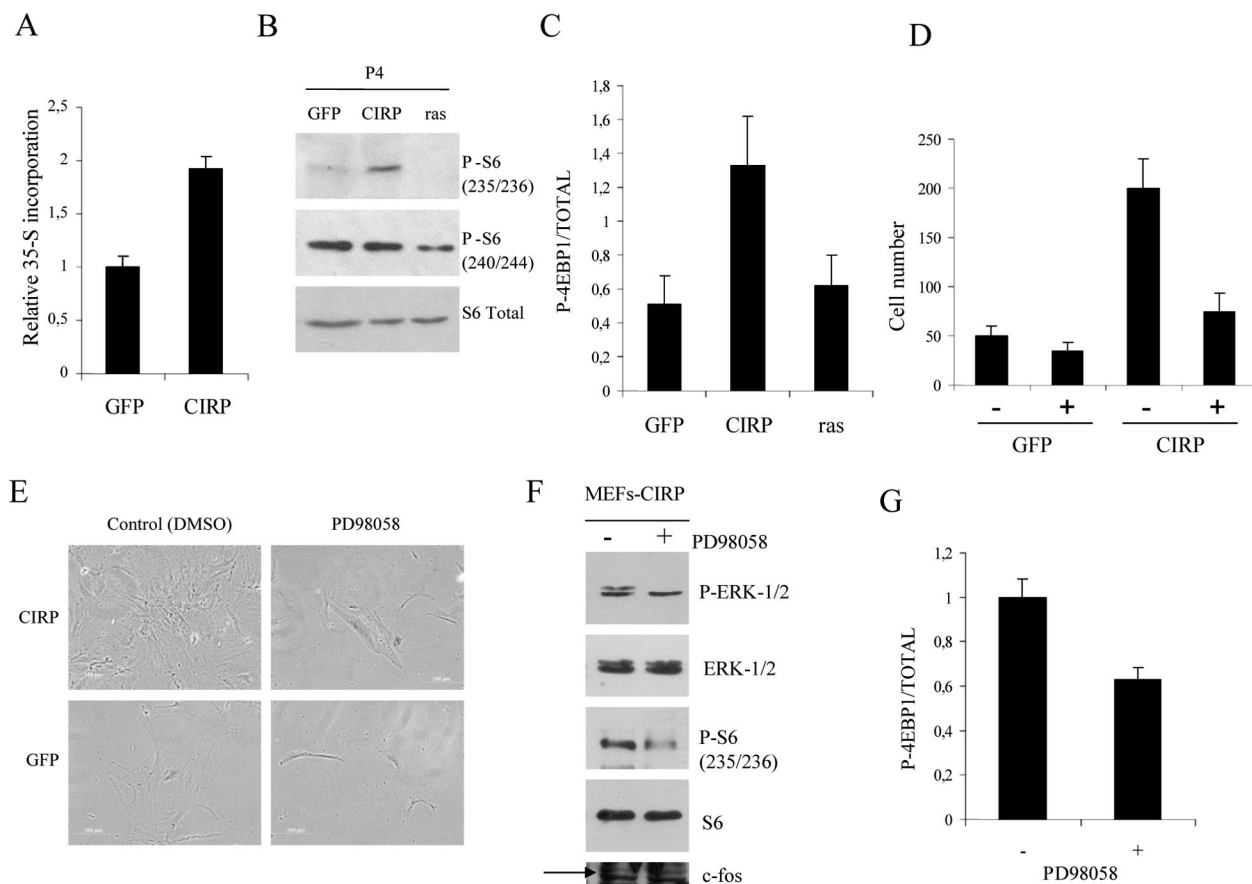 A
Relative 35-S incorporation
2,5
2
1,5
1
0,5
0
GFP CIRP
B
P4
GFP CIRP ras
P -S6
(235/236)
P -S6
(240/244)
S6 Total
C
P-4EBP1/TOTAL
1,8
1,6
1,4
1,2
1
0,8
0,6
0,4
0,2
0
GFP CIRP ras
D
Cell number
250
200
150
100
50
0
- + - +
GFP CIRP
E
Control (DMSO) PD98058
CIRP
GFP
F
MEFs-CIRP
- + PD98058
P-ERK-1/2
ERK-1/2
P-S6
(235/236)
S6
c-fos
G
P-4EBP1/TOTAL
1,2
1
0,8
0,6
0,4
0,2
0
- +
PD98058